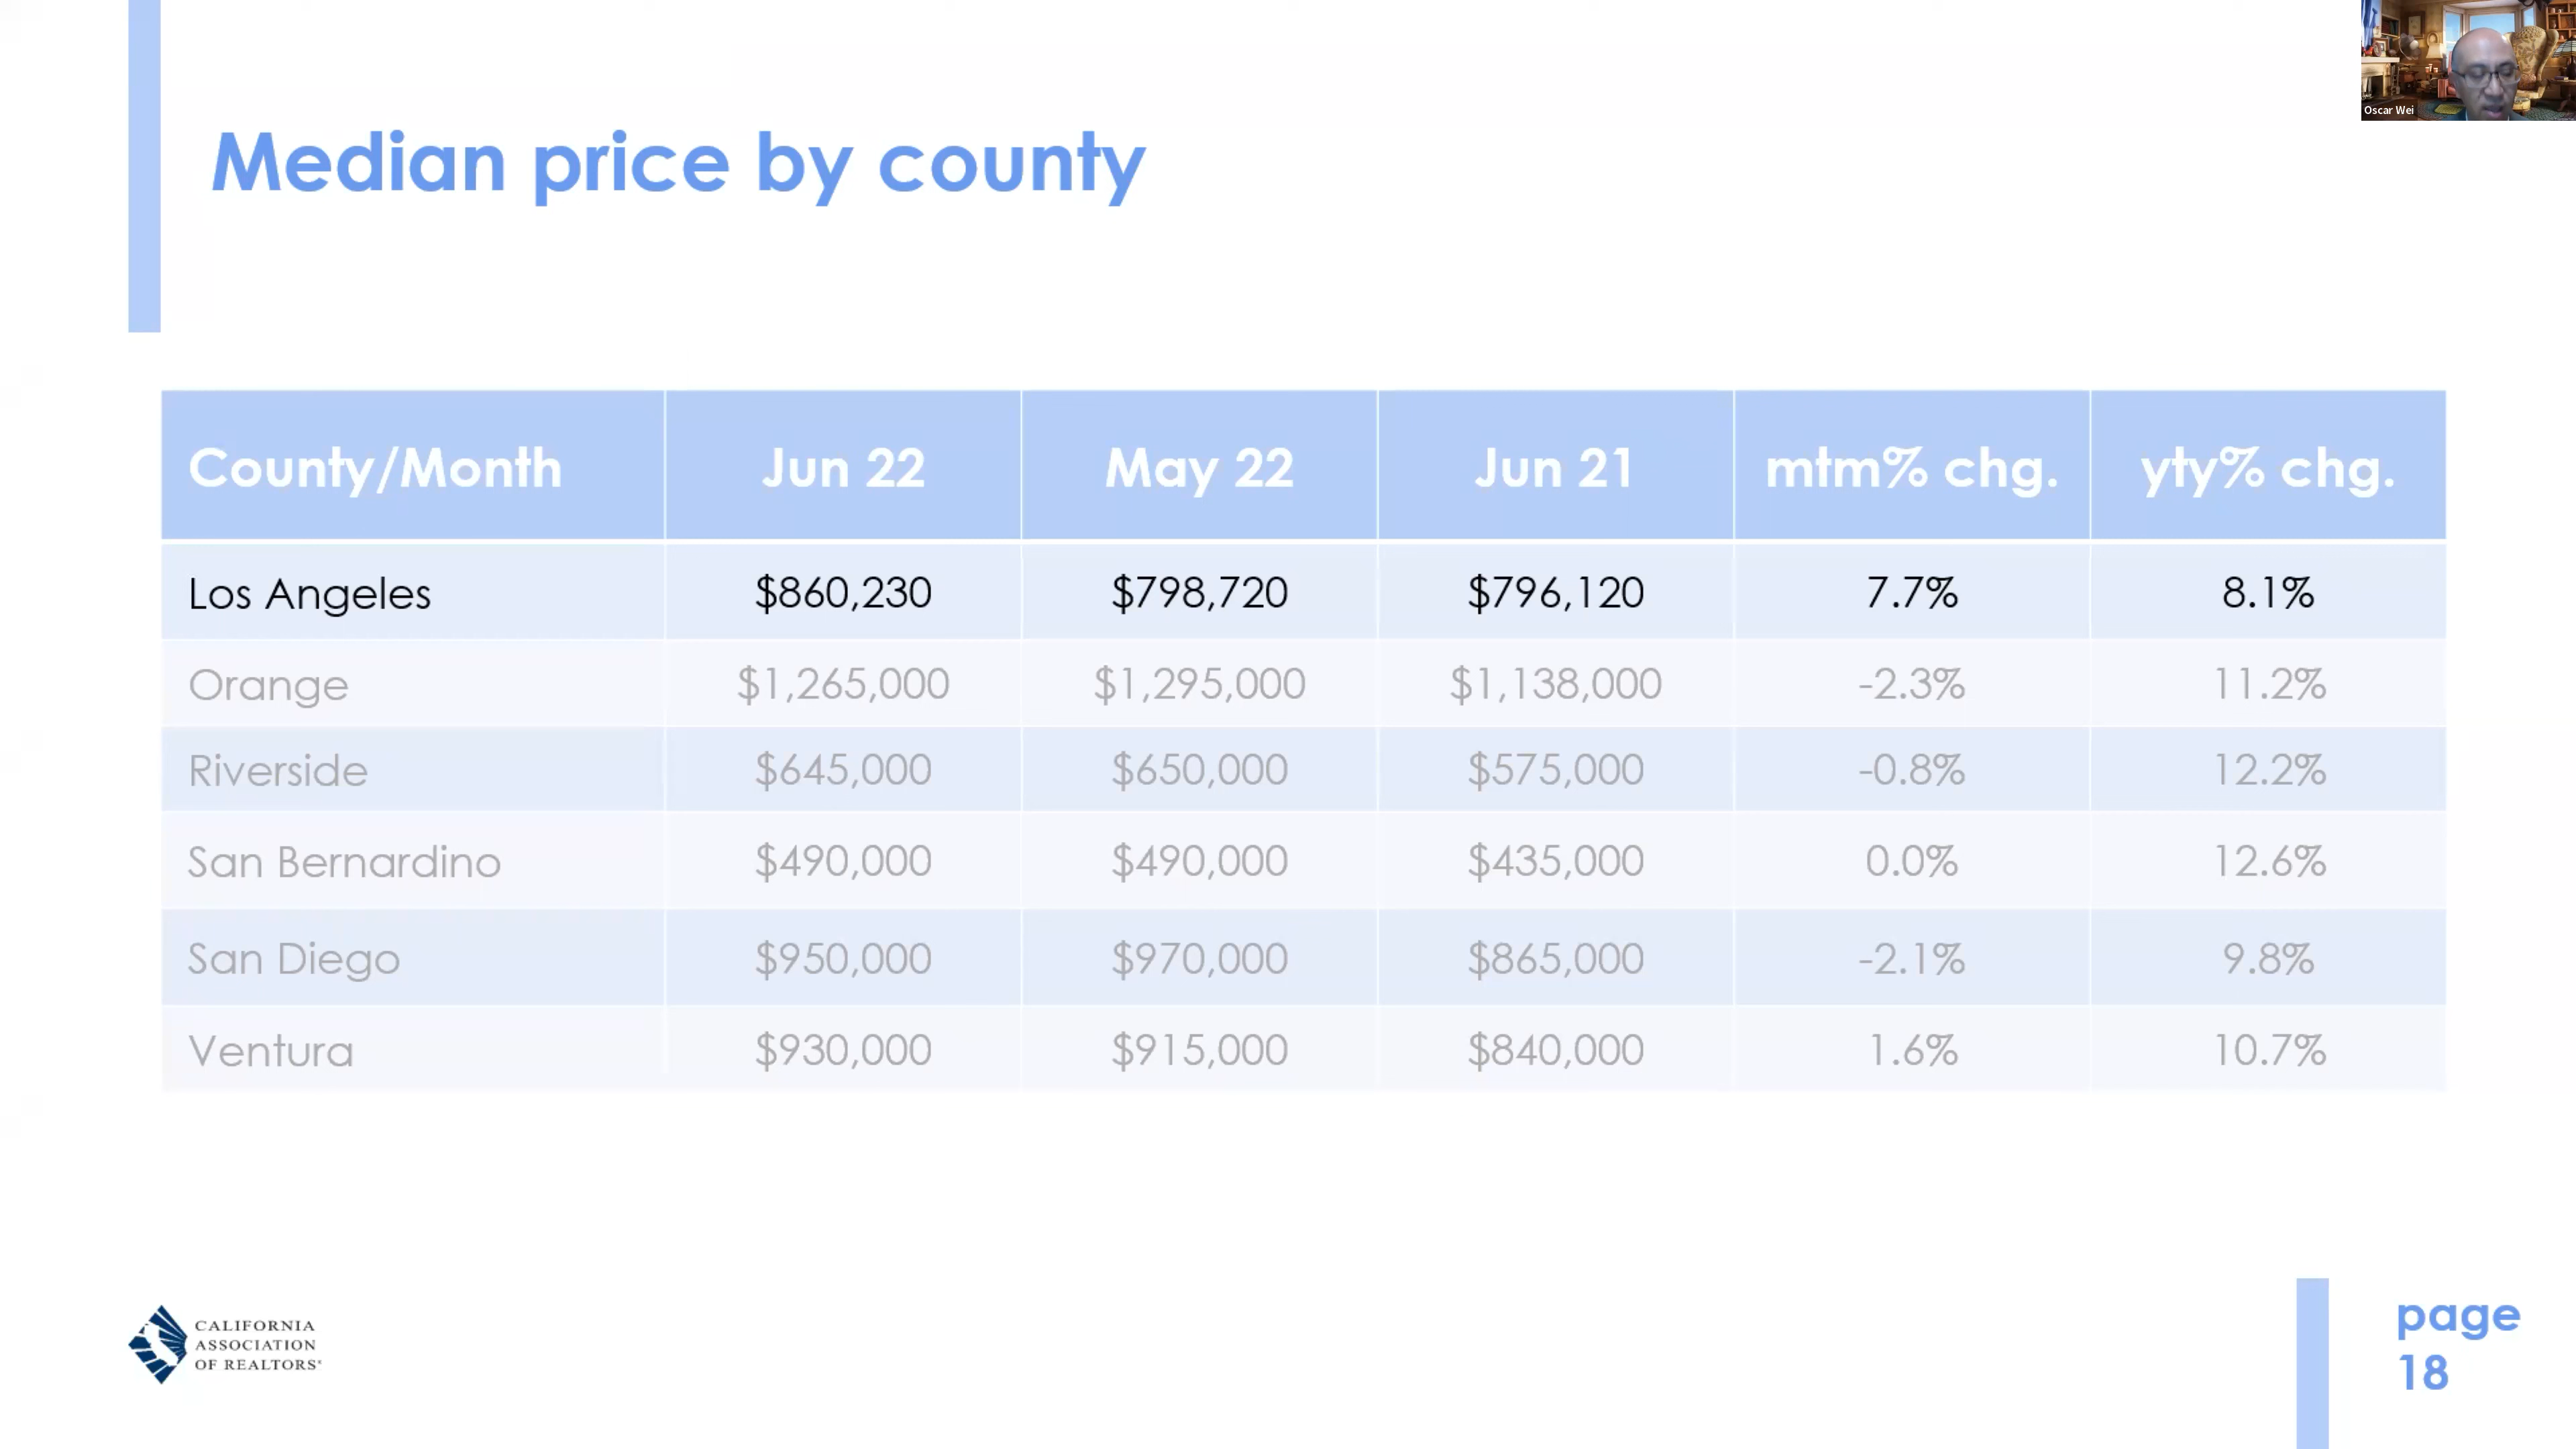 Oscar Wei
Median price by county
County/Month Jun 22 May 22 Jun 21 mtm% chg. yty% chg.
Los Angeles $860,230 $798,720 $796,120 7.7% 8.1%
Orange $1,265,000 $1,295,000 $1,138,000 -2.3% 11.2%
Riverside $645,000 $650,000 $575,000 -0.8% 12.2%
San Bernardino $490,000 $490,000 $435,000 0.0% 12.6%
San Diego $950,000 $970,000 $865,000 -2.1% 9.8%
Ventura $930,000 $915,000 $840,000 1.6% 10.7%
CALIFORNIA
ASSOCIATION
OF REALTORS®
page
18